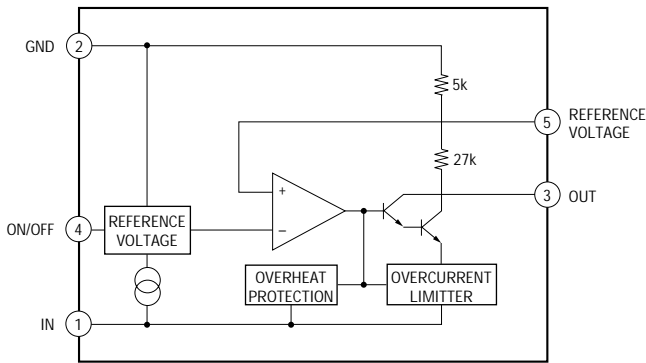 GND 2
5k
5 REFERENCE
VOLTAGE
27k
+
3 OUT
ON/OFF 4
REFERENCE
VOLTAGE
−
OVERHEAT
PROTECTION
OVERCURRENT
LIMITTER
IN 1